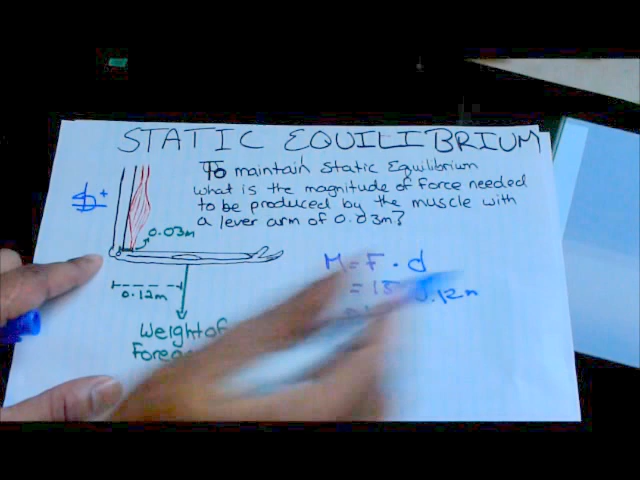 STATIC EQUILIBRIUM
To maintain static Equilibrium
what is the magnitude of Force needed
to be produced by the muscle with
a lever arm of 0.03m?
+
0.03m
M = F · d
0.12m
0.12m
Weight of